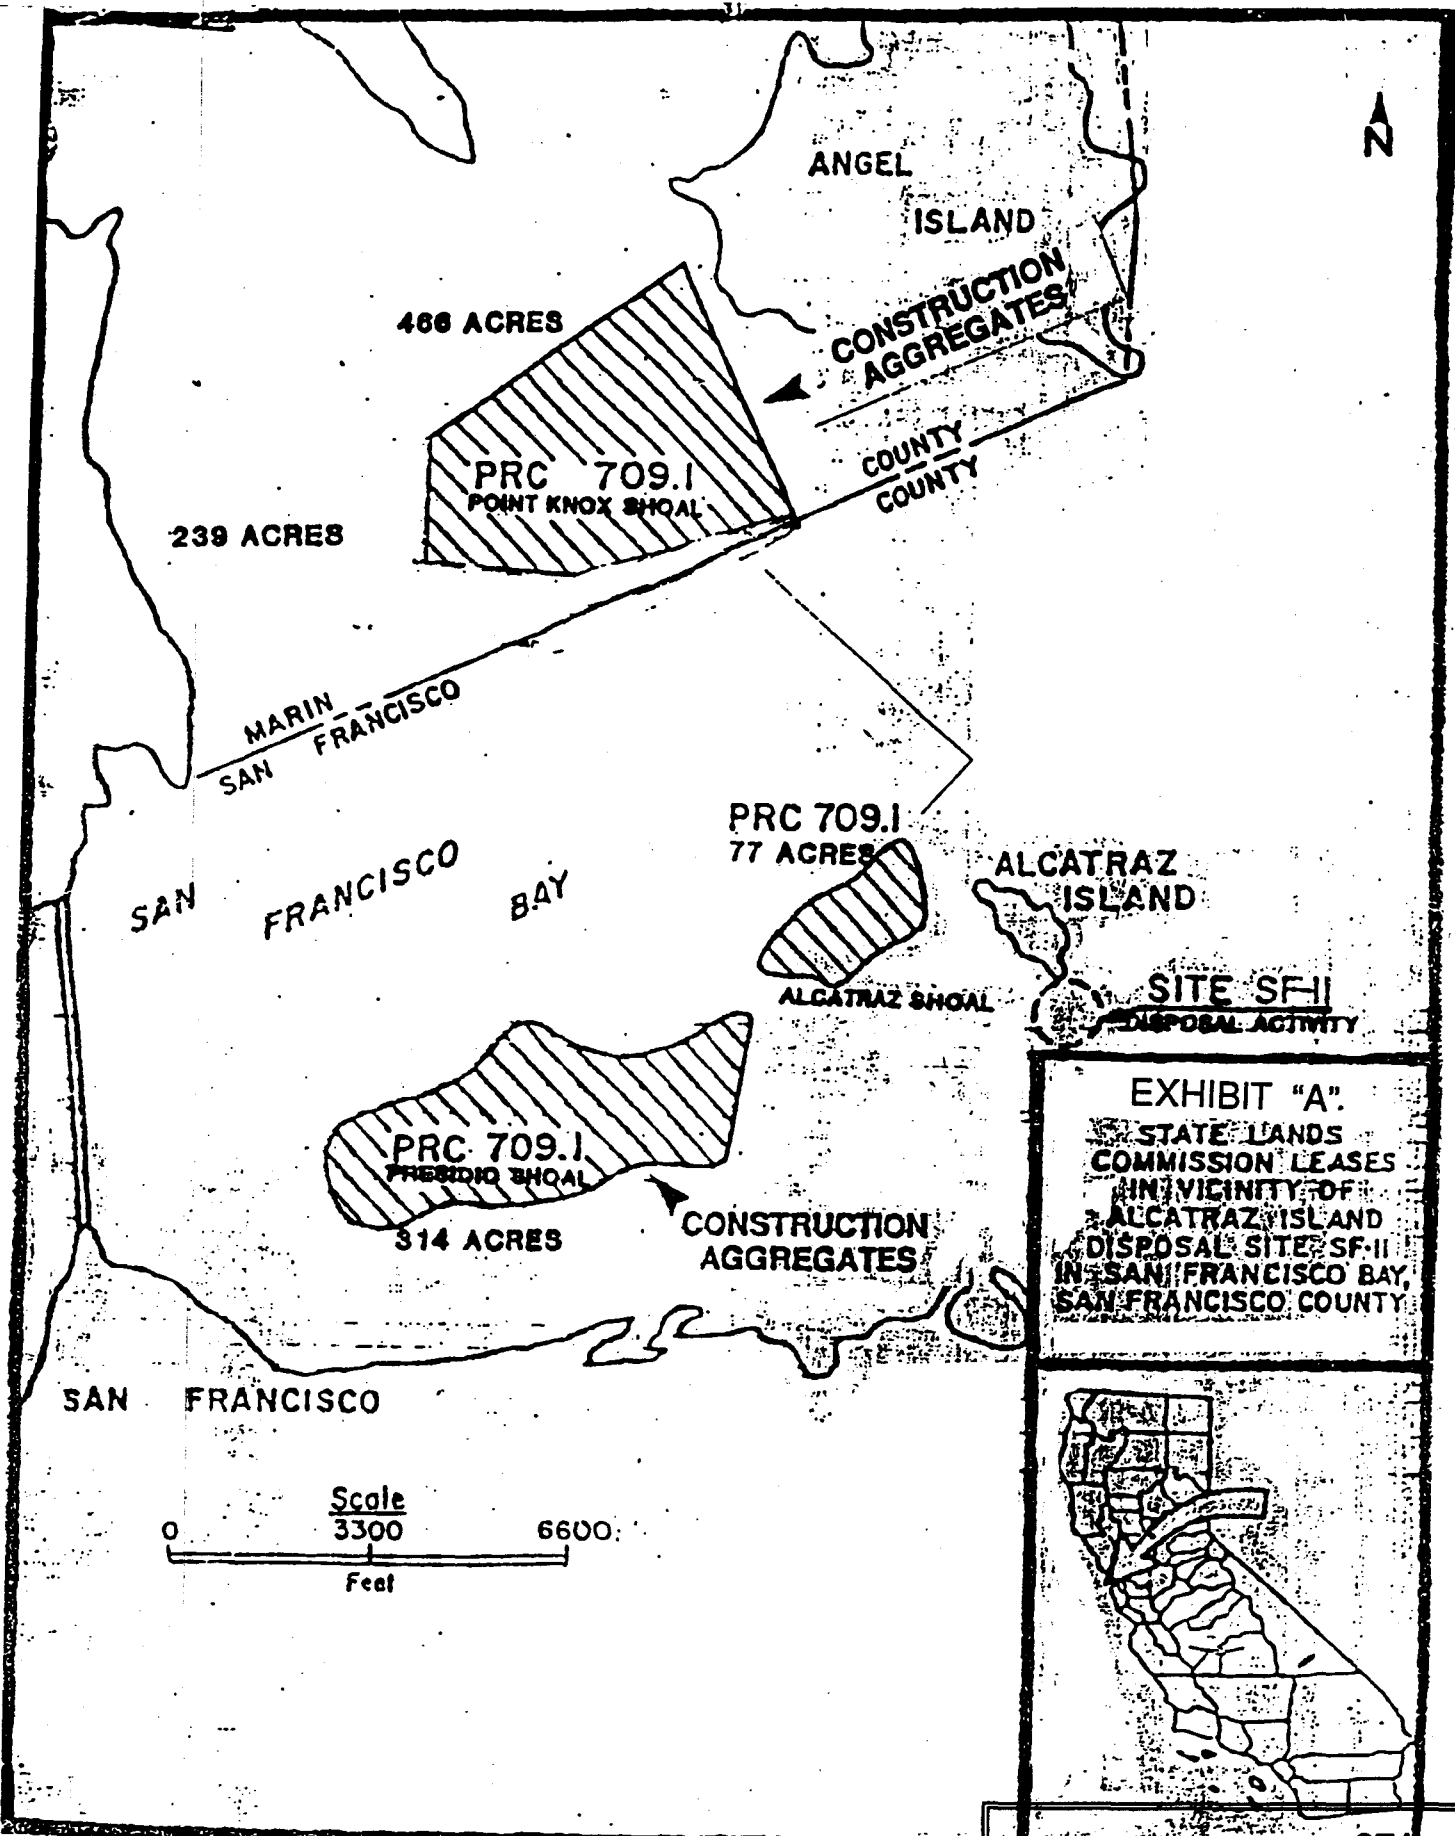 N
ANGEL
ISLAND
466 ACRES
CONSTRUCTION
AGGREGATES
PRC 709.1
POINT KNOX SHOAL
COUNTY
COUNTY
239 ACRES
MARIN
SAN FRANCISCO
SAN FRANCISCO BAY
PRC 709.1
77 ACRES
ALCATRAZ
ISLAND
ALCATRAZ SHOAL
SITE SF-11
DISPOSAL ACTIVITY
PRC 709.1
PRESIDIO SHOAL
314 ACRES
CONSTRUCTION
AGGREGATES
EXHIBIT "A".
STATE LANDS
COMMISSION LEASES
IN VICINITY OF
ALCATRAZ ISLAND
DISPOSAL SITE SF-11
IN SAN FRANCISCO BAY,
SAN FRANCISCO COUNTY
SAN FRANCISCO
Scale
0 3300 6600
Feet